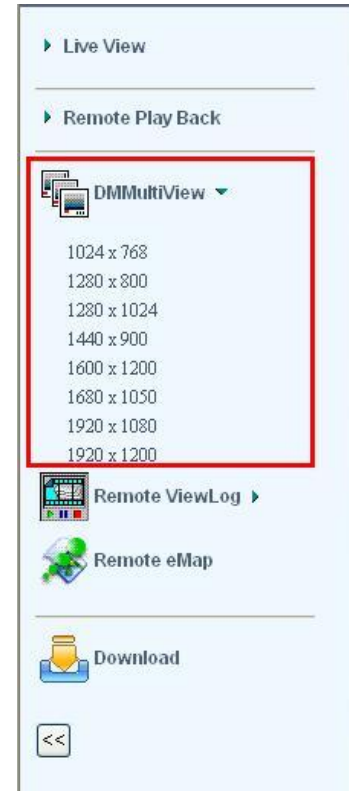 Live View
Remote Play Back
DMMultiView
1024 x 768
1280 x 800
1280 x 1024
1440 x 900
1600 x 1200
1680 x 1050
1920 x 1080
1920 x 1200
Remote ViewLog
Remote eMap
Download
<<